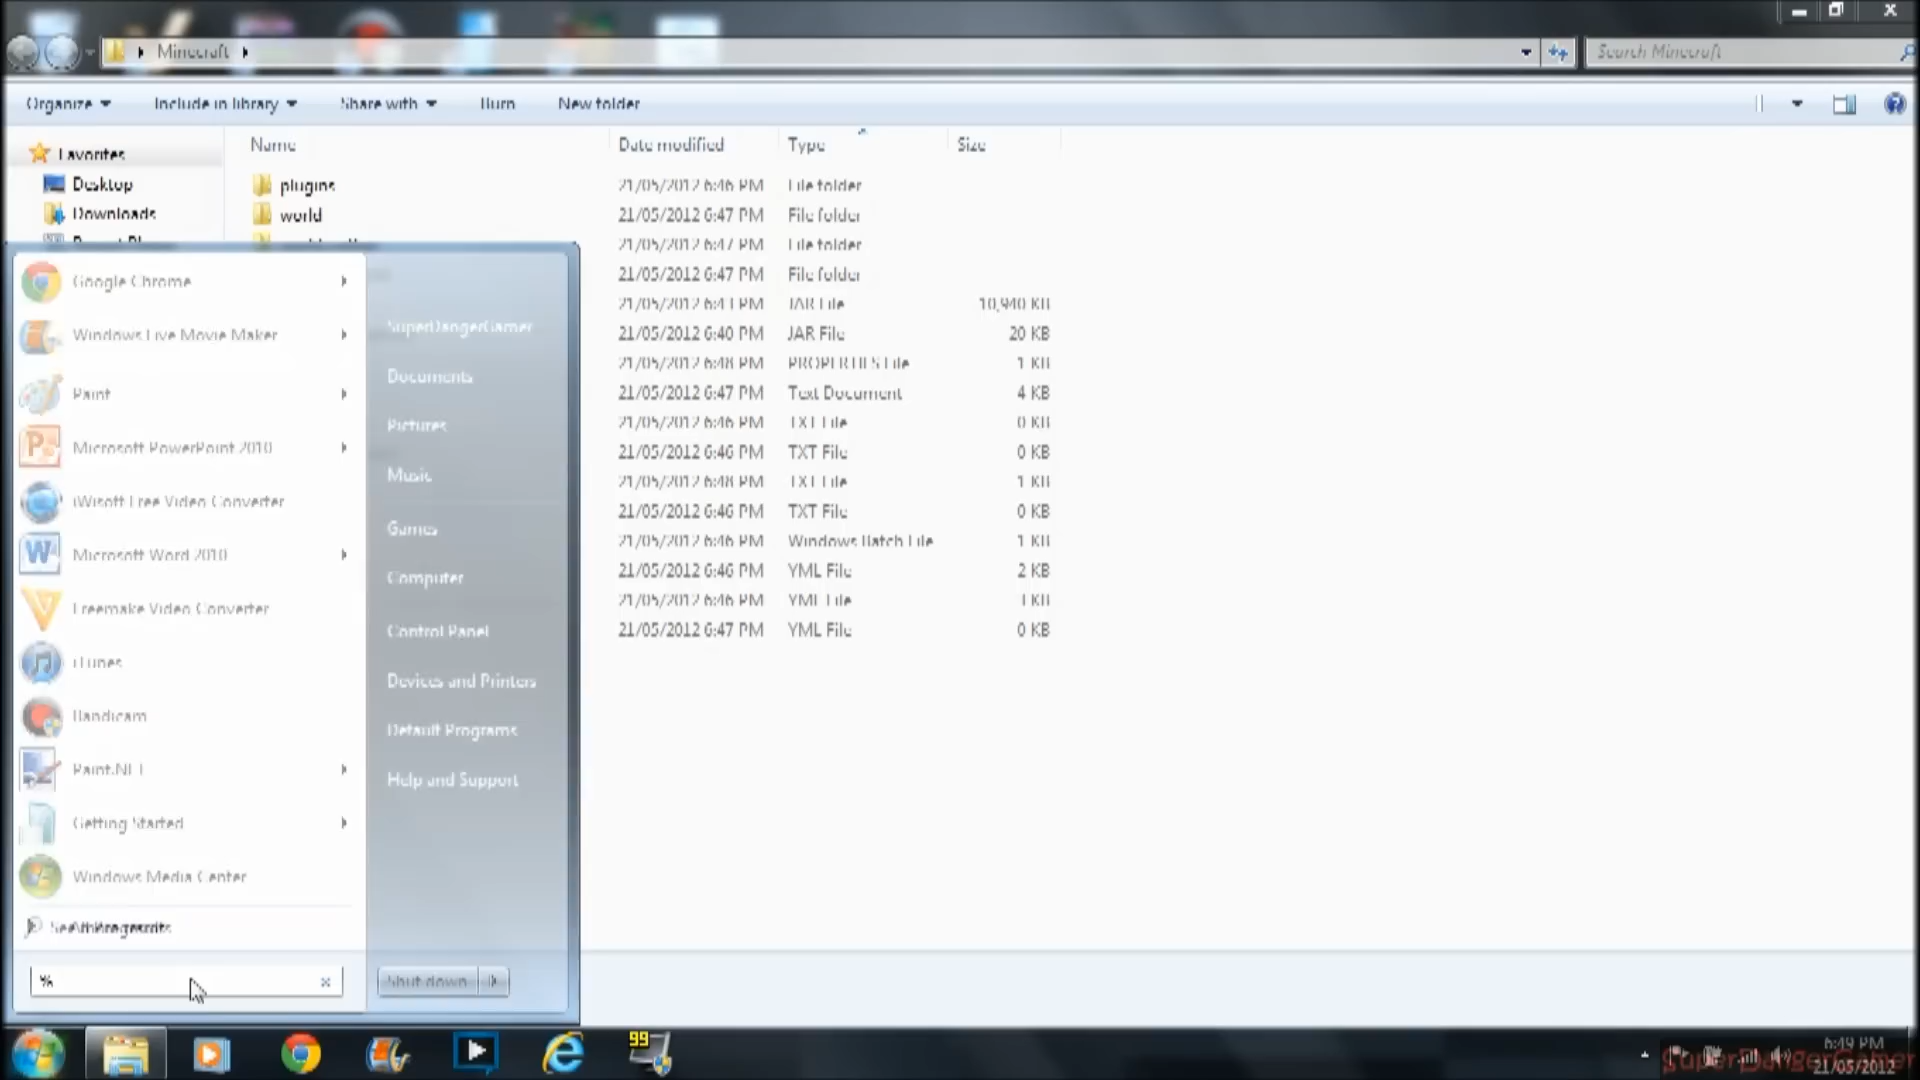 Minecraft
Search Minecraft
Organize Include in library Share with Burn New folder
Name Date modified Type Size
Favorites
Desktop
Downloads
plugins 21/05/2012 6:46 PM File folder
world 21/05/2012 6:47 PM File folder
21/05/2012 6:47 PM File folder
21/05/2012 6:47 PM File folder
21/05/2012 6:43 PM JAR File 10,940 KB
21/05/2012 6:40 PM JAR File 20 KB
21/05/2012 6:48 PM PROPERTIES File 1 KB
21/05/2012 6:47 PM Text Document 4 KB
21/05/2012 6:46 PM TXT File 0 KB
21/05/2012 6:46 PM TXT File 0 KB
21/05/2012 6:48 PM TXT File 1 KB
21/05/2012 6:46 PM TXT File 0 KB
21/05/2012 6:46 PM Windows Batch File 1 KB
21/05/2012 6:46 PM YML File 2 KB
21/05/2012 6:46 PM YML File KB
21/05/2012 6:47 PM YML File 0 KB
Google Chrome
Windows Live Movie Maker
Paint
Microsoft PowerPoint 2010
iWisoft Free Video Converter
Microsoft Word 2010
Freemake Video Converter
iTunes
Bandicam
Paint.NET
Getting Started
Windows Media Center
%
SuperDangerGamer
Documents
Pictures
Music
Games
Computer
Control Panel
Devices and Printers
Default Programs
Help and Support
Shut down
99
6:49 PM
21/05/2012
SuperDangerGamer